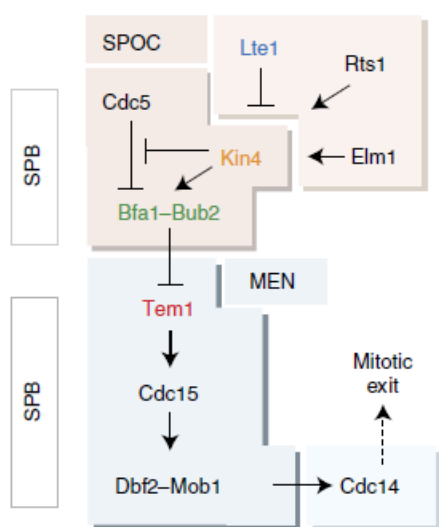 SPOC
Lte1
Rts1
Cdc5
SPB
Kin4
Elm1
Bfa1–Bub2
MEN
Tem1
SPB
Mitotic
exit
Cdc15
Dbf2–Mob1
Cdc14